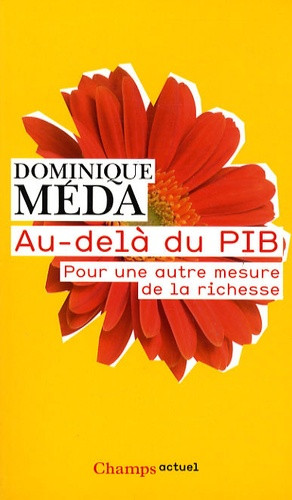 DOMINIQUE
MÉDA
Au-delà du PIB
Pour une autre mesure
de la richesse
Champs actuel